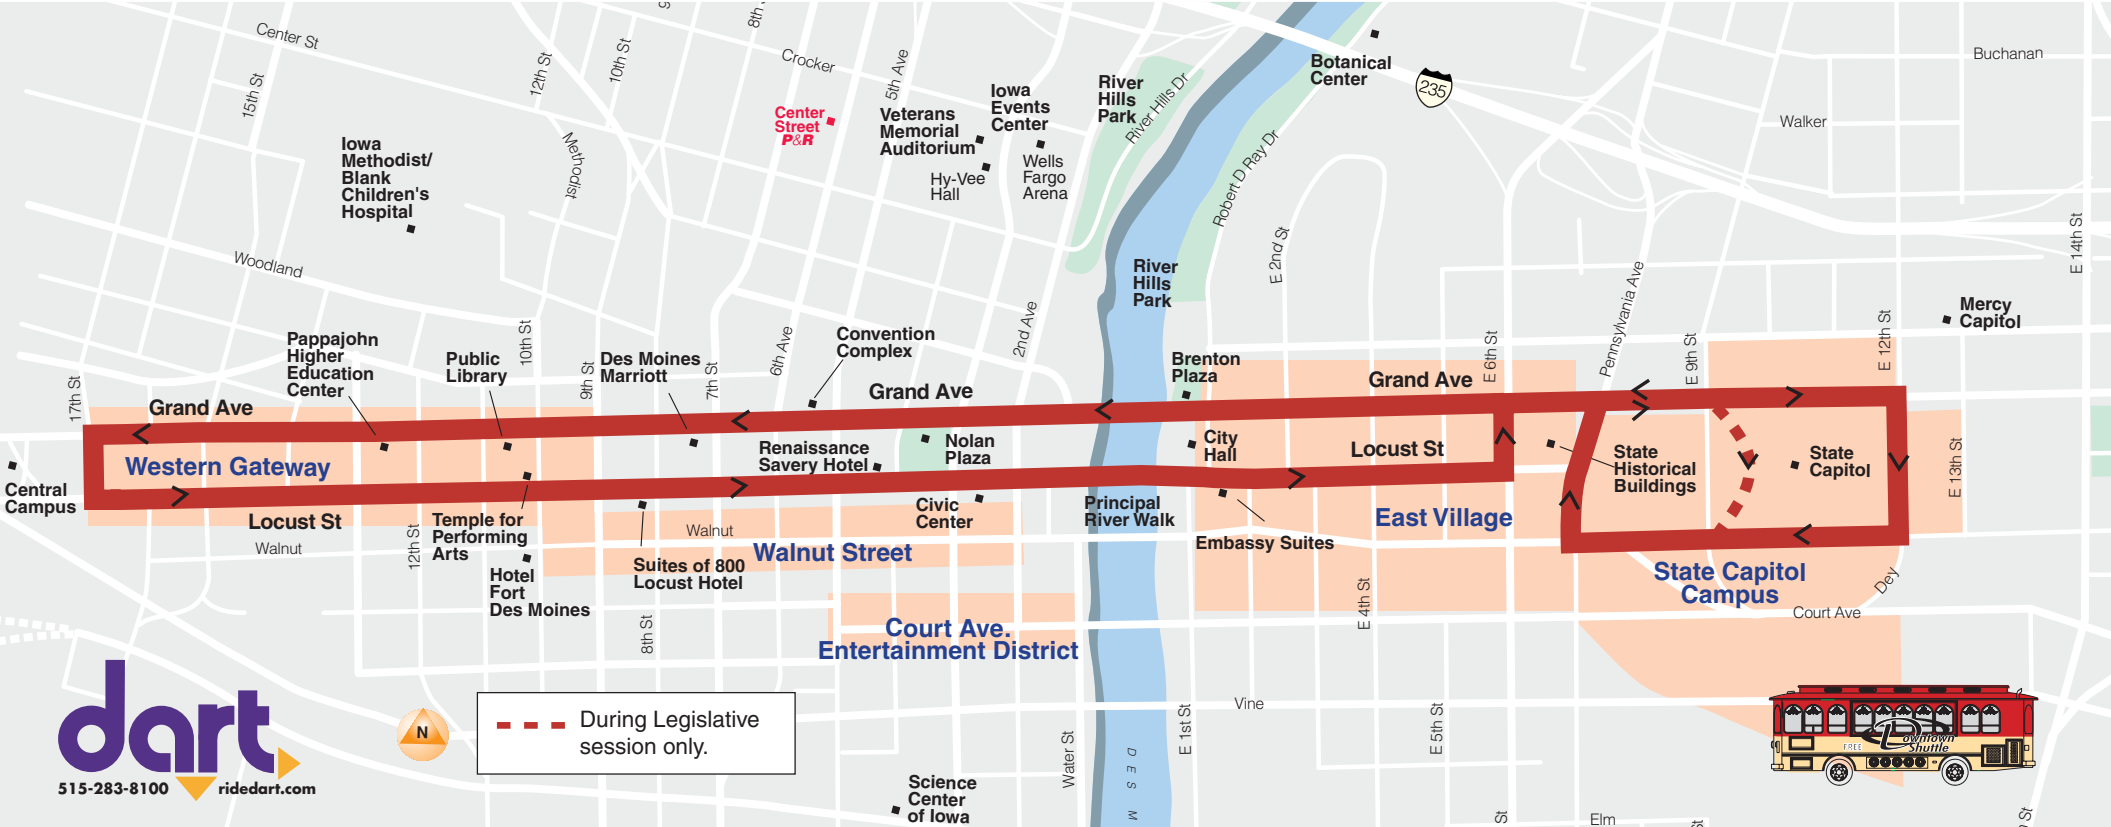 Center St
15th St
12th St
10th St
8th
Crocker
5th Ave
Methodist
Iowa
Methodist/
Blank
Children's
Hospital
Center
Street
P&R
Veterans
Memorial
Auditorium
Hy-Vee
Hall
Iowa
Events
Center
Wells
Fargo
Arena
River
Hills
Park
River Hills Dr
Botanical
Center
235
Robert D Ray Dr
Buchanan
Walker
E 14th St
Woodland
River
Hills
Park
E 2nd St
Pennsylvania Ave
Mercy
Capitol
17th St
Pappajohn
Higher
Education
Center
Public
Library
10th St
9th St
Des Moines
Marriott
7th St
6th Ave
Convention
Complex
2nd Ave
Brenton
Plaza
E 6th St
E 9th St
E 12th St
Grand Ave
Grand Ave
Grand Ave
Western Gateway
Renaissance
Savery Hotel
Nolan
Plaza
City
Hall
Locust St
State
Historical
Buildings
State
Capitol
E 13th St
Central
Campus
Locust St
Walnut
12th St
Temple for
Performing
Arts
Hotel
Fort
Des Moines
Walnut
Walnut Street
Suites of 800
Locust Hotel
Civic
Center
Principal
River Walk
Embassy Suites
East Village
State Capitol
Campus
Dey
Court Ave
8th St
Court Ave.
Entertainment District
E 4th St
Vine
E 1st St
E 5th St
Water St
DES M
dart
515-283-8100
ridedart.com
N
During Legislative
session only.
Science
Center
of Iowa
St
Elm
St
St
FREE
Downtown
Shuttle